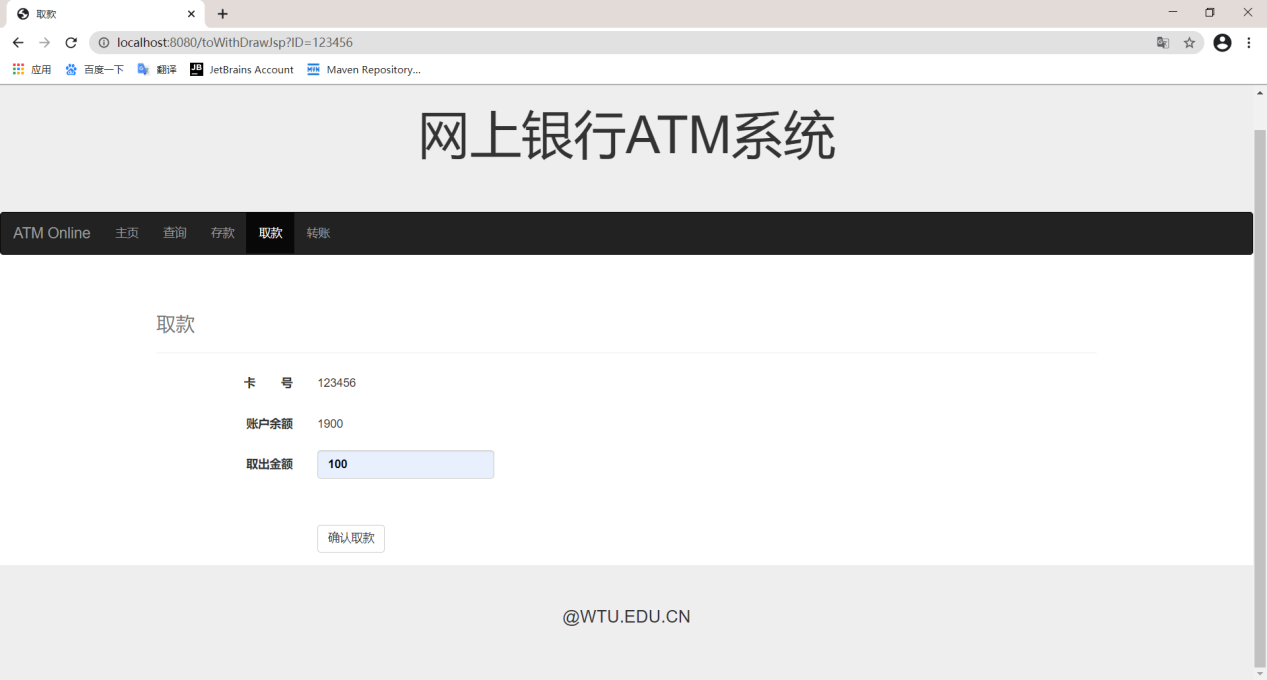 取款
localhost:8080/toWithDrawJsp?ID=123456
应用 百度一下 翻译 JetBrains Account Maven Repository...
网上银行ATM系统
ATM Online 主页 查询 存款 取款 转账
取款
卡 号 123456
账户余额 1900
取出金额 100
确认取款
@WTU.EDU.CN